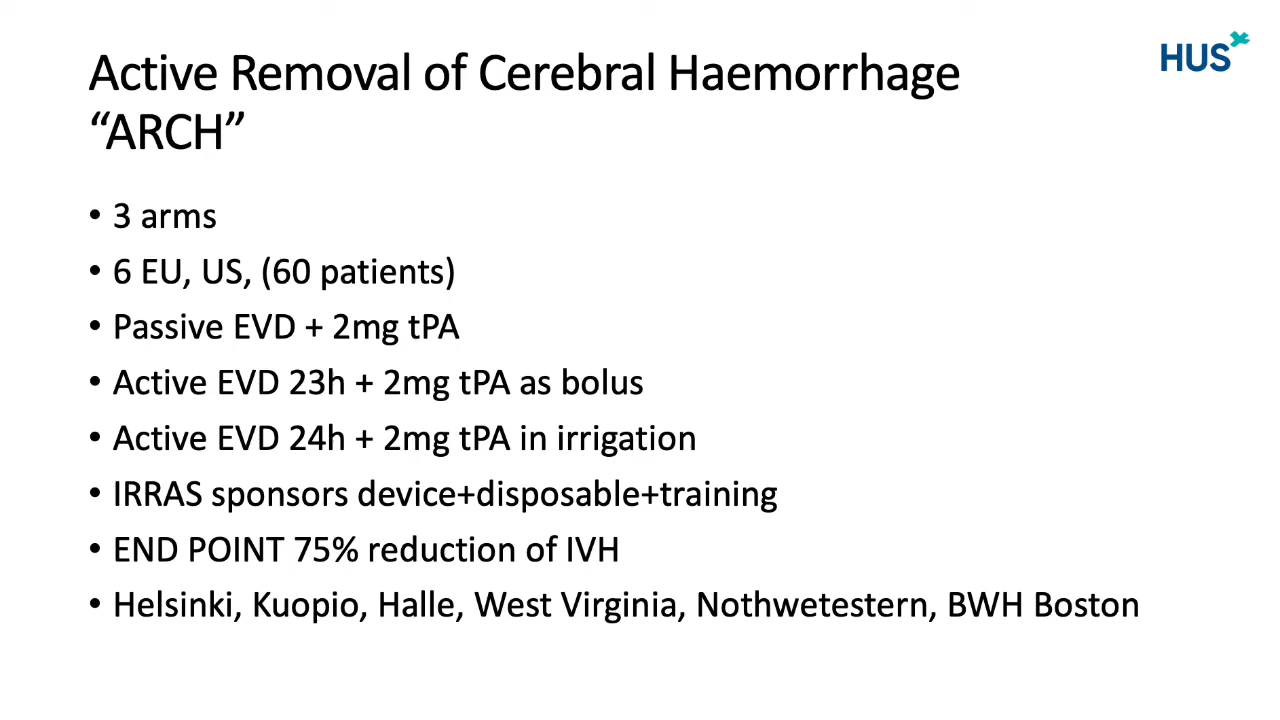 HUS
Active Removal of Cerebral Haemorrhage
“ARCH”
• 3 arms
• 6 EU, US, (60 patients)
• Passive EVD + 2mg tPA
• Active EVD 23h + 2mg tPA as bolus
• Active EVD 24h + 2mg tPA in irrigation
• IRRAS sponsors device+disposable+training
• END POINT 75% reduction of IVH
• Helsinki, Kuopio, Halle, West Virginia, Nothwetestern, BWH Boston